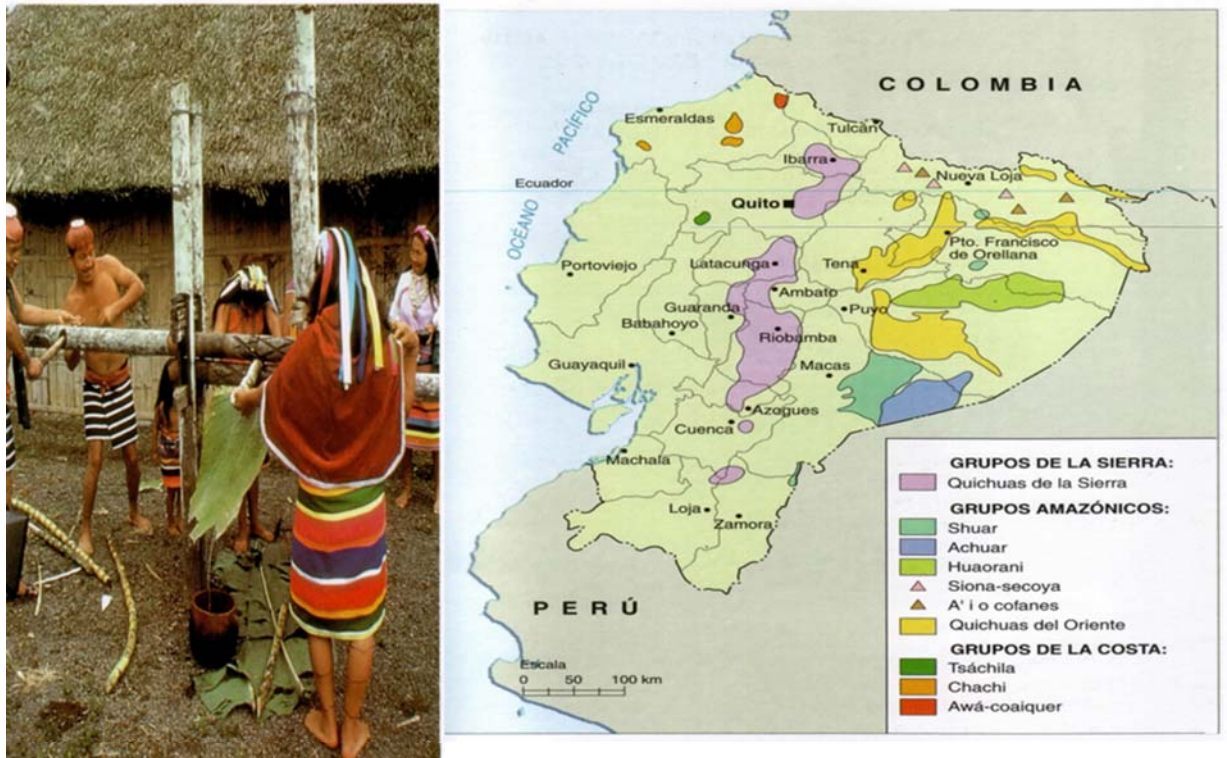 COLOMBIA
OCÉANO PACÍFICO
Esmeraldas
Tulcán
Ibarra
Nueva Loja
Ecuador
Quito
Pto. Francisco
de Orellana
Portoviejo
Latacunga
Tena
Ambato
Guaranda
Puyo
Babahoyo
Riobamba
Guayaquil
Macas
Azogues
Cuenca
Machala
Loja
Zamora
PERÚ
Escala
0 50 100 km
GRUPOS DE LA SIERRA:
Quichuas de la Sierra
GRUPOS AMAZÓNICOS:
Shuar
Achuar
Huaorani
Siona-secoya
A' i o cofanes
Quichuas del Oriente
GRUPOS DE LA COSTA:
Tsáchila
Chachi
Awá-coaiquer